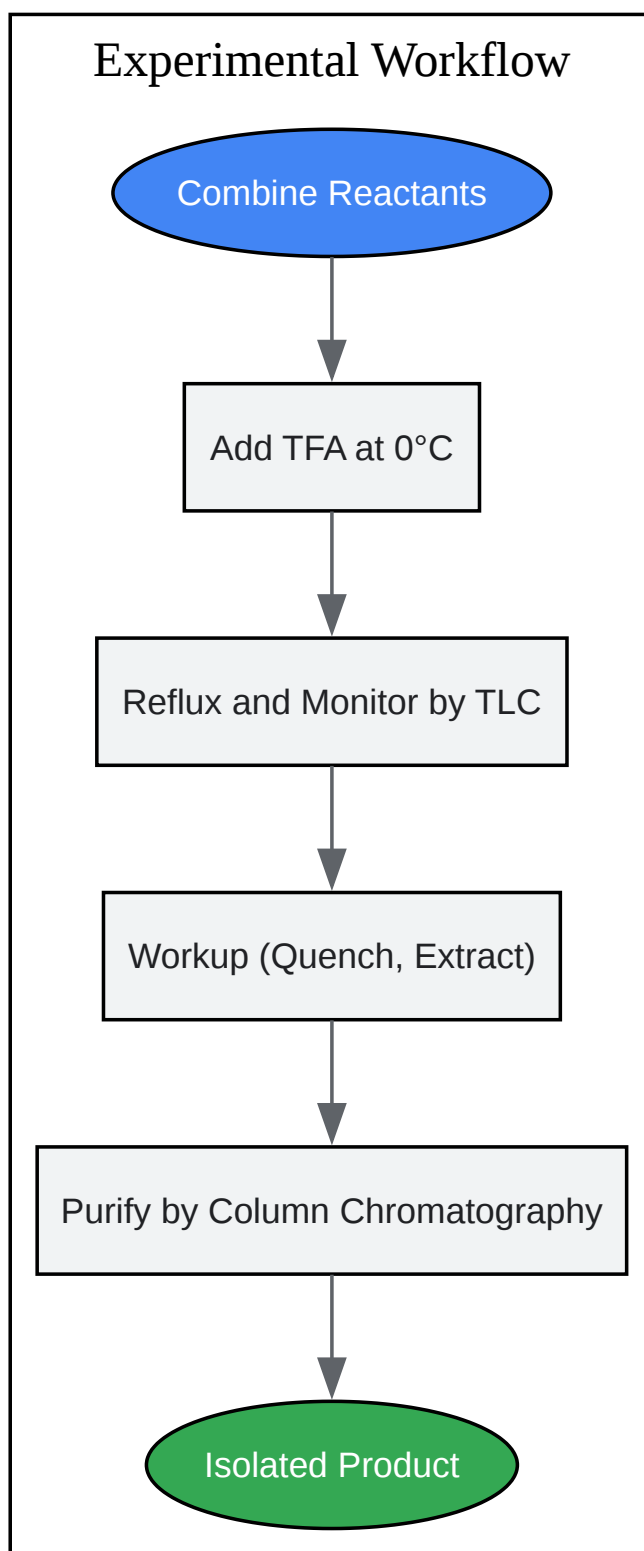 Experimental Workflow
Combine Reactants
Add TFA at 0°C
Reflux and Monitor by TLC
Workup (Quench, Extract)
Purify by Column Chromatography
Isolated Product